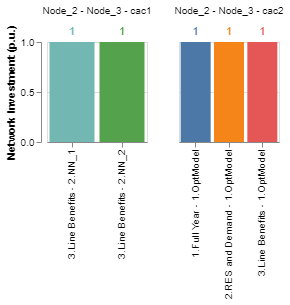 Node_2 - Node_3 - cac1
Node_2 - Node_3 - cac2
1
1
1
1
1
Network Investment (p.u.)
1.0
0.5
0.0
3.Line Benefits - 2.NN_1
3.Line Benefits - 2.NN_2
1.Full Year - 1.OptModel
2.RES and Demand - 1.OptModel
3.Line Benefits - 1.OptModel